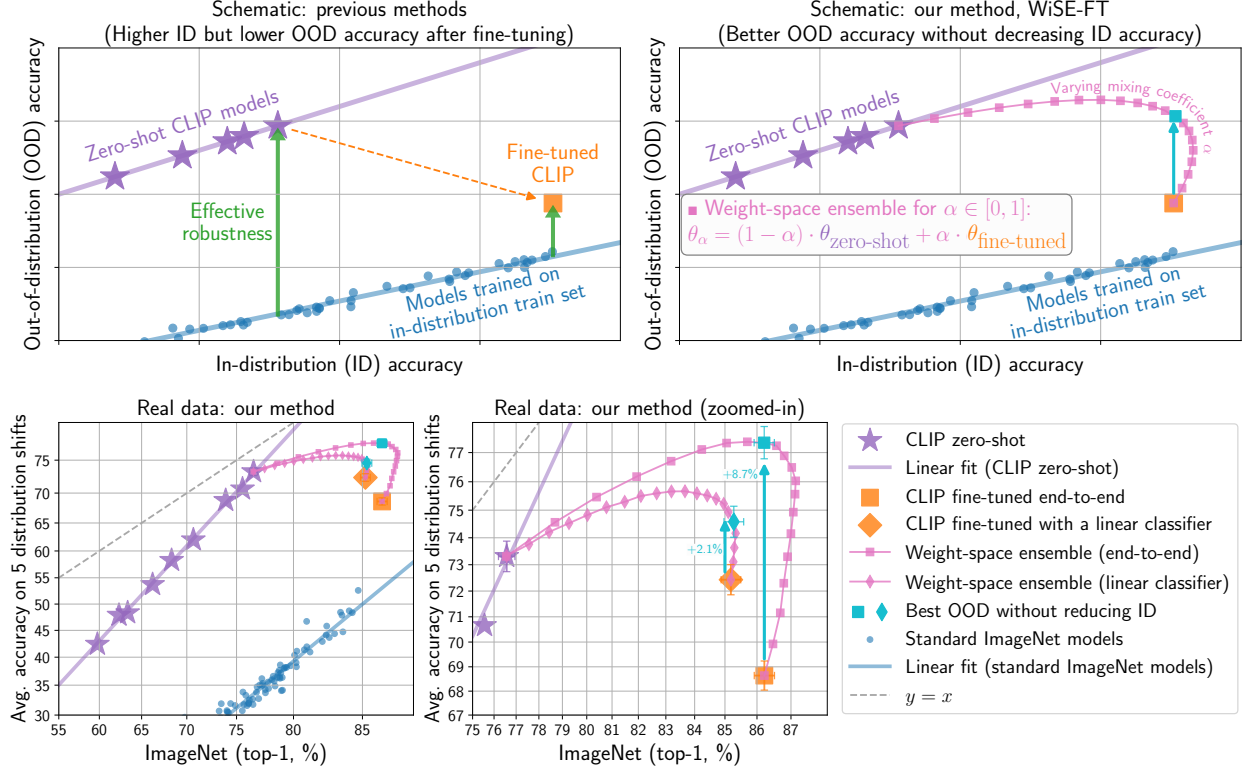 Schematic: previous methods
(Higher ID but lower OOD accuracy after fine-tuning)
Out-of-distribution (OOD) accuracy
Zero-shot CLIP models
Fine-tuned
CLIP
Effective
robustness
Models trained on
in-distribution train set
In-distribution (ID) accuracy
Schematic: our method, WiSE-FT
(Better OOD accuracy without decreasing ID accuracy)
Out-of-distribution (OOD) accuracy
Zero-shot CLIP models
Varying mixing coefficient α
Weight-space ensemble for α ∈ [0, 1]:
θ_α = (1 − α) · θ_zero-shot + α · θ_fine-tuned
Models trained on
in-distribution train set
In-distribution (ID) accuracy
Real data: our method
Avg. accuracy on 5 distribution shifts
75
70
65
60
55
50
45
40
35
30
55 60 65 70 75 80 85
ImageNet (top-1, %)
Real data: our method (zoomed-in)
Avg. accuracy on 5 distribution shifts
77
76
75
74
73
72
71
70
69
68
67
+8.7%
+2.1%
75 76 77 78 79 80 81 82 83 84 85 86 87
ImageNet (top-1, %)
CLIP zero-shot
Linear fit (CLIP zero-shot)
CLIP fine-tuned end-to-end
CLIP fine-tuned with a linear classifier
Weight-space ensemble (end-to-end)
Weight-space ensemble (linear classifier)
Best OOD without reducing ID
Standard ImageNet models
Linear fit (standard ImageNet models)
y = x